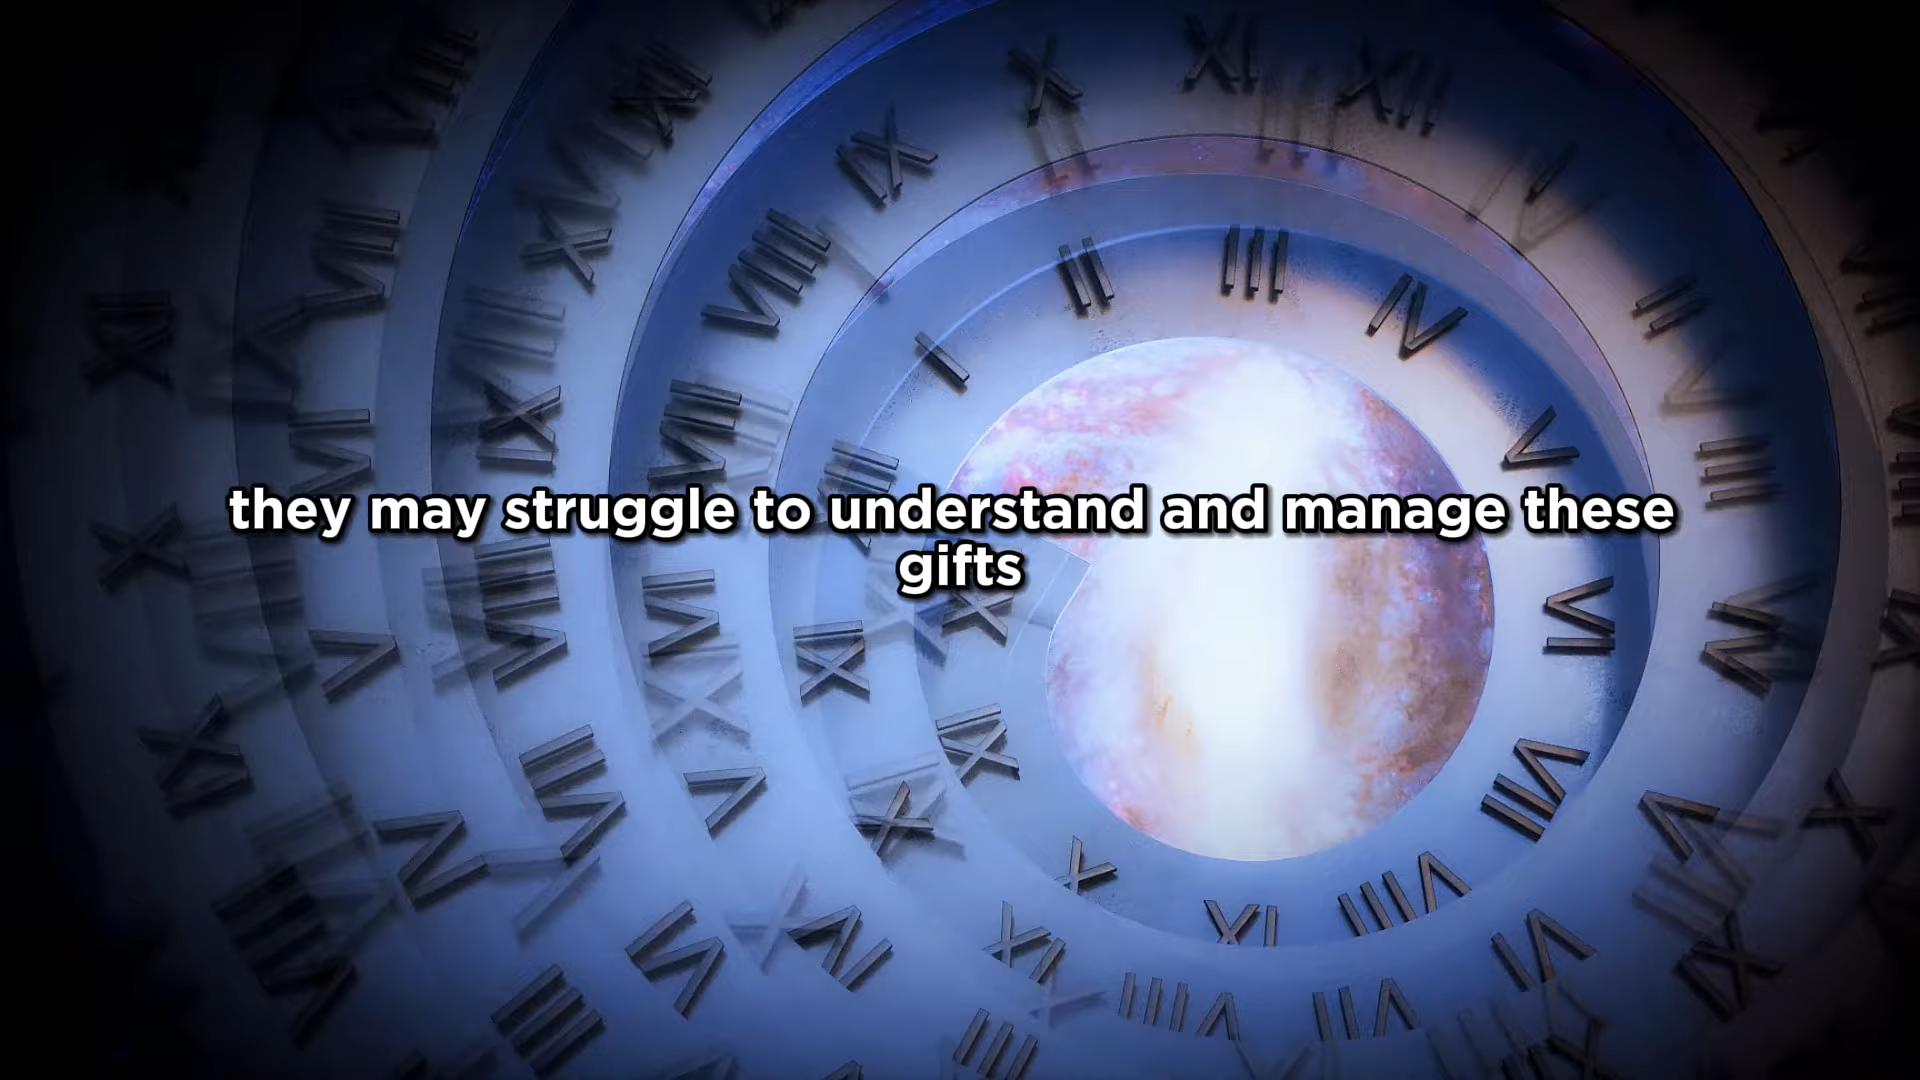 they may struggle to understand and manage these
gifts